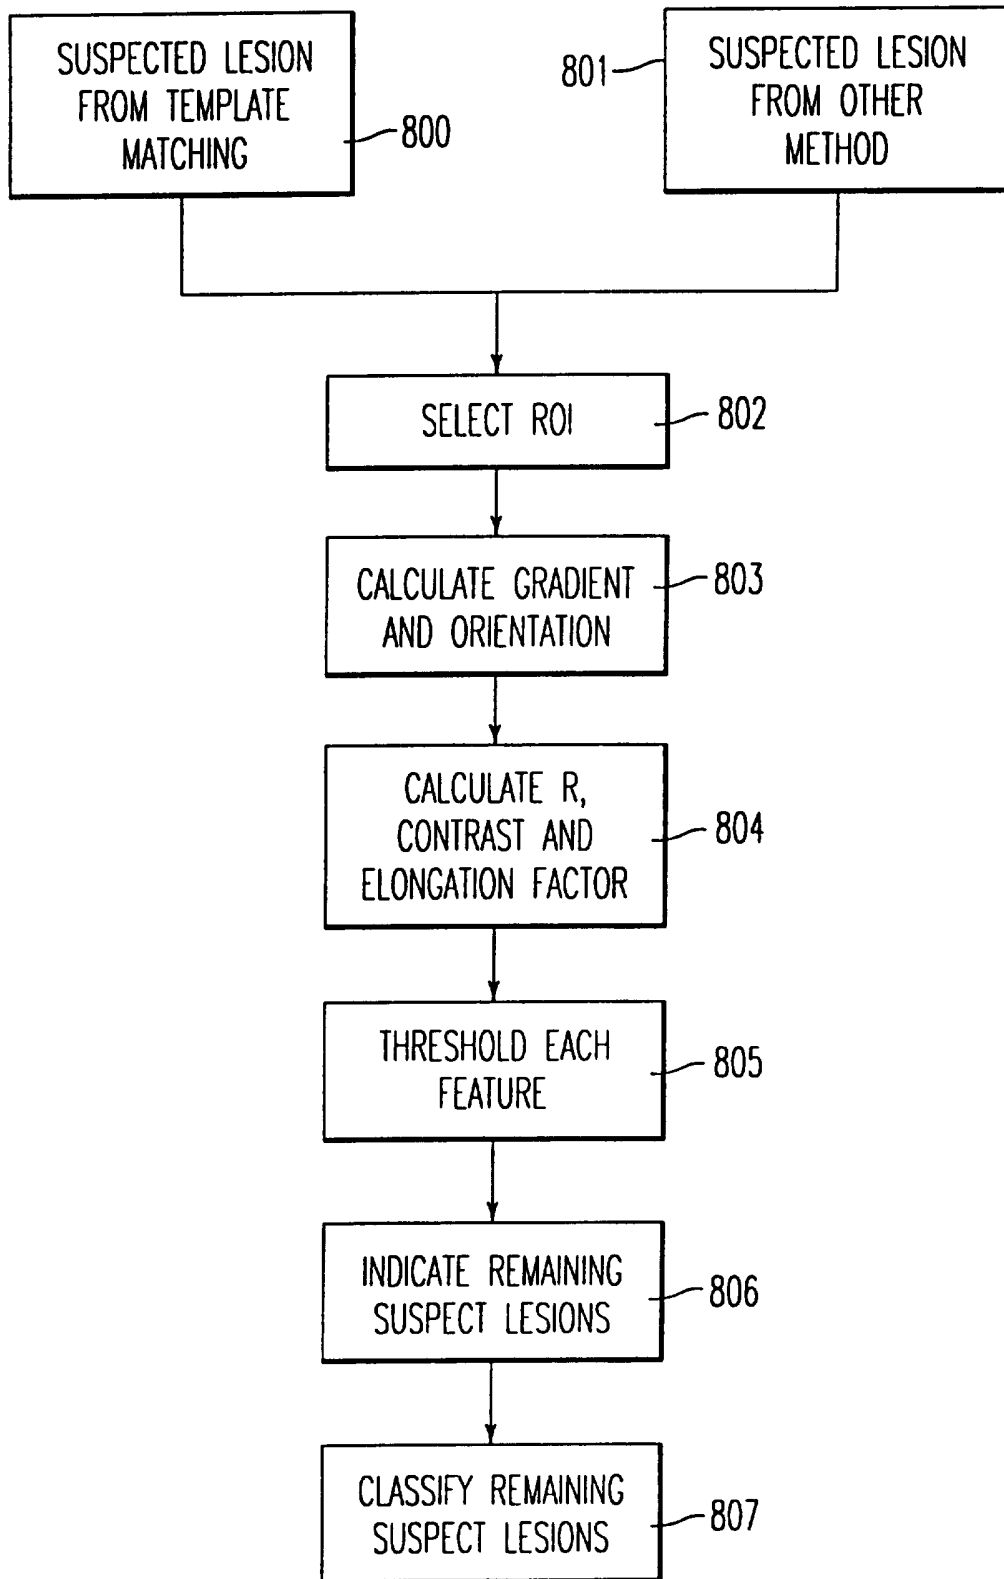 SUSPECTED LESION
FROM TEMPLATE
MATCHING
800
801
SUSPECTED LESION
FROM OTHER
METHOD
SELECT ROI
802
CALCULATE GRADIENT
AND ORIENTATION
803
CALCULATE R,
CONTRAST AND
ELONGATION FACTOR
804
THRESHOLD EACH
FEATURE
805
INDICATE REMAINING
SUSPECT LESIONS
806
CLASSIFY REMAINING
SUSPECT LESIONS
807